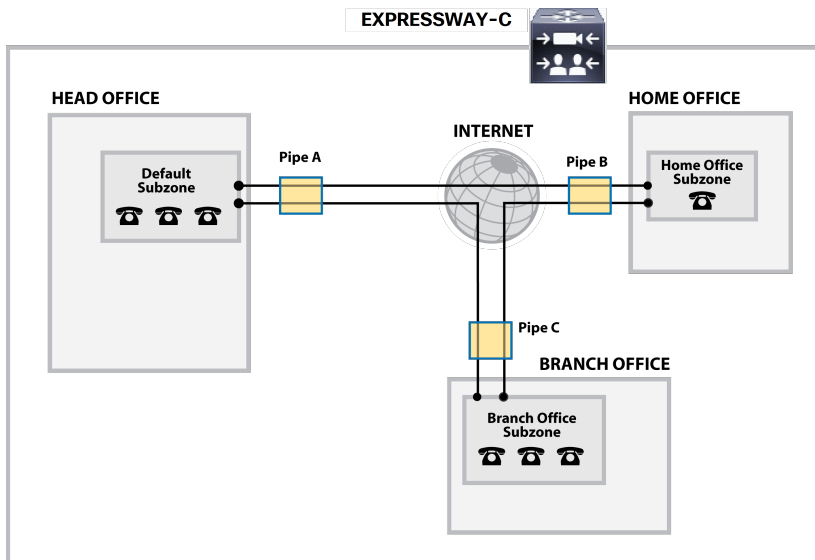 EXPRESSWAY-C
HEAD OFFICE
HOME OFFICE
INTERNET
Pipe A
Pipe B
Default
Subzone
Home Office
Subzone
Pipe C
BRANCH OFFICE
Branch Office
Subzone